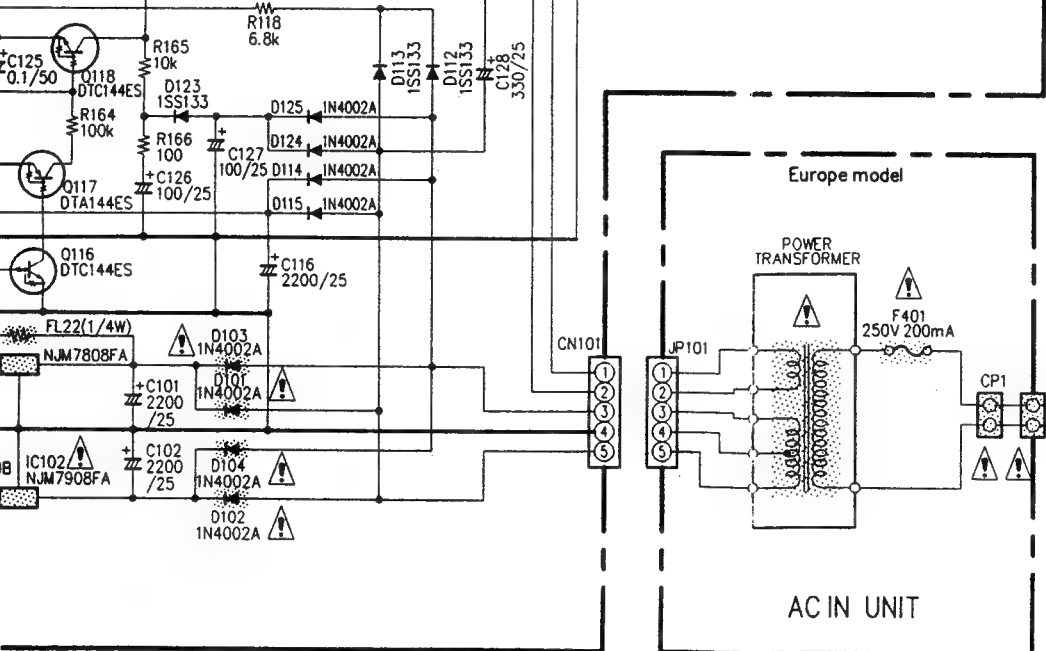 R118
6.8k
C125
0.1/50
Q118
DTC144ES
R165
10k
D123
1SS133
R164
100k
R166
100
C126
100/25
C127
100/25
D125
1N4002A
D124
1N4002A
D114
1N4002A
D115
1N4002A
D113
1SS133
D112
1SS133
C128
330/25
Q117
DTA144ES
Q116
DTC144ES
C116
2200/25
Europe model
POWER
TRANSFORMER
F401
250V 200mA
FL22(1/4W)
NJM7808FA
D103
1N4002A
D101
1N4002A
C101
2200
/25
CN101
1
2
3
4
5
JP101
1
2
3
4
5
CP1
IC102
NJM7908FA
C102
2200
/25
D104
1N4002A
D102
1N4002A
AC IN UNIT